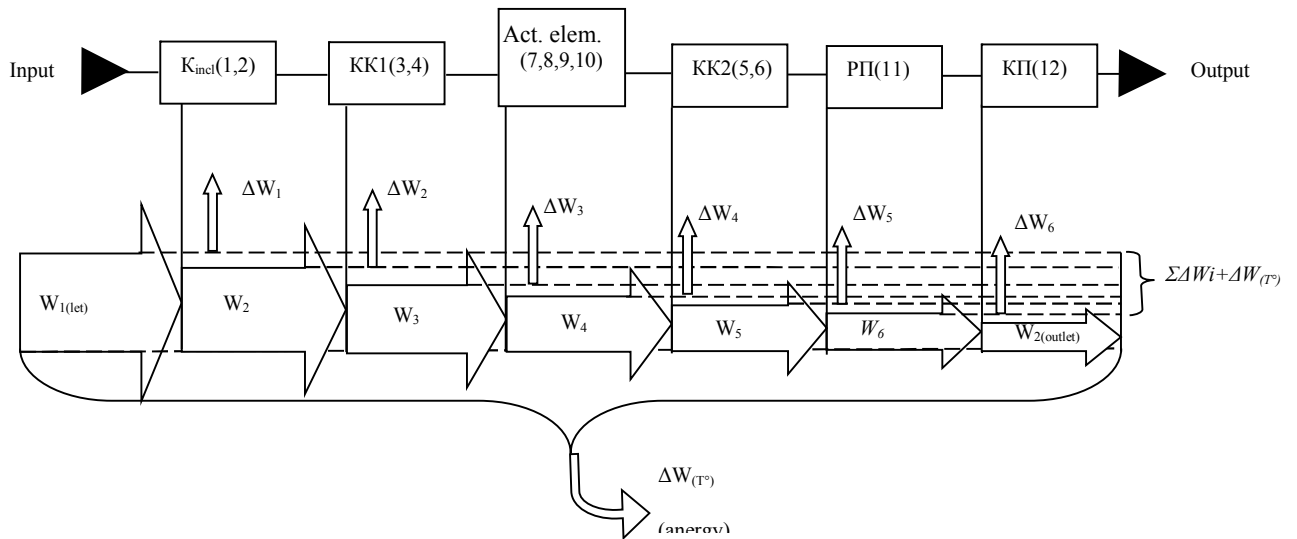 Input
K_incl(1,2)
КК1(3,4)
Act. elem.
(7,8,9,10)
КК2(5,6)
РП(11)
КП(12)
Output
ΔW₁
ΔW₂
ΔW₃
ΔW₄
ΔW₅
ΔW₆
W₁(let)
W₂
W₃
W₄
W₅
W₆
W₂(outlet)
ΣΔWi+ΔW(T°)
ΔW(T°)
(anergy)